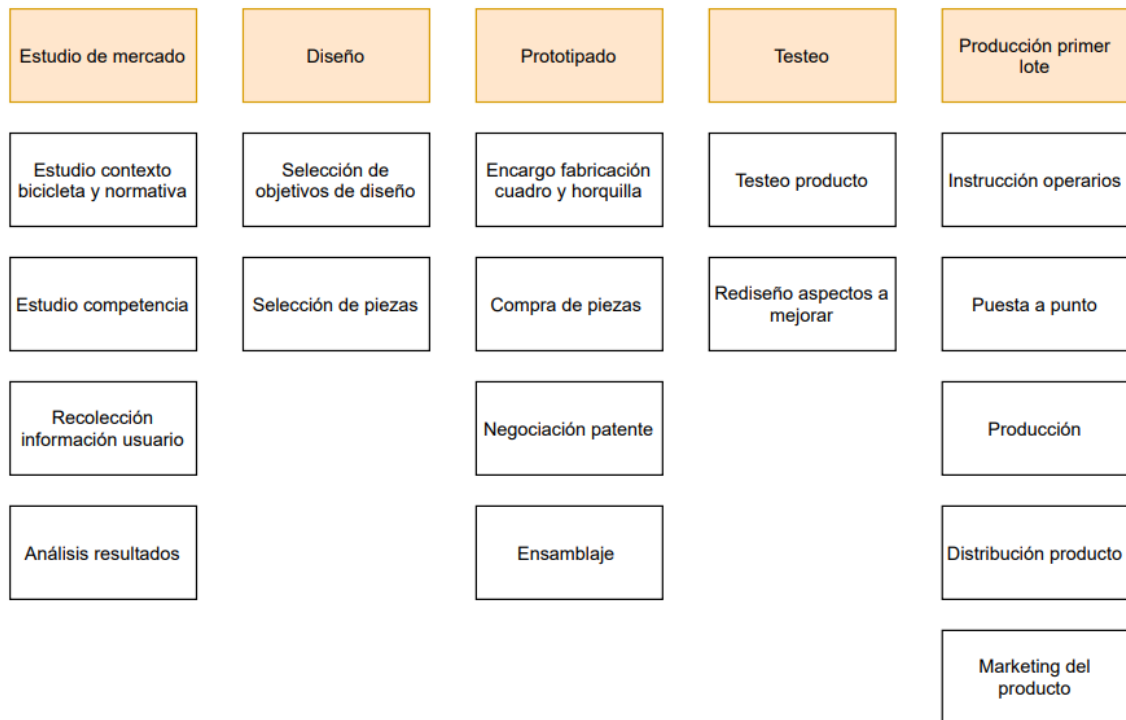 Estudio de mercado
Diseño
Prototipado
Testeo
Producción primer
lote
Estudio contexto
bicicleta y normativa
Selección de
objetivos de diseño
Encargo fabricación
cuadro y horquilla
Testeo producto
Instrucción operarios
Estudio competencia
Selección de piezas
Compra de piezas
Rediseño aspectos a
mejorar
Puesta a punto
Recolección
información usuario
Negociación patente
Producción
Análisis resultados
Ensamblaje
Distribución producto
Marketing del
producto